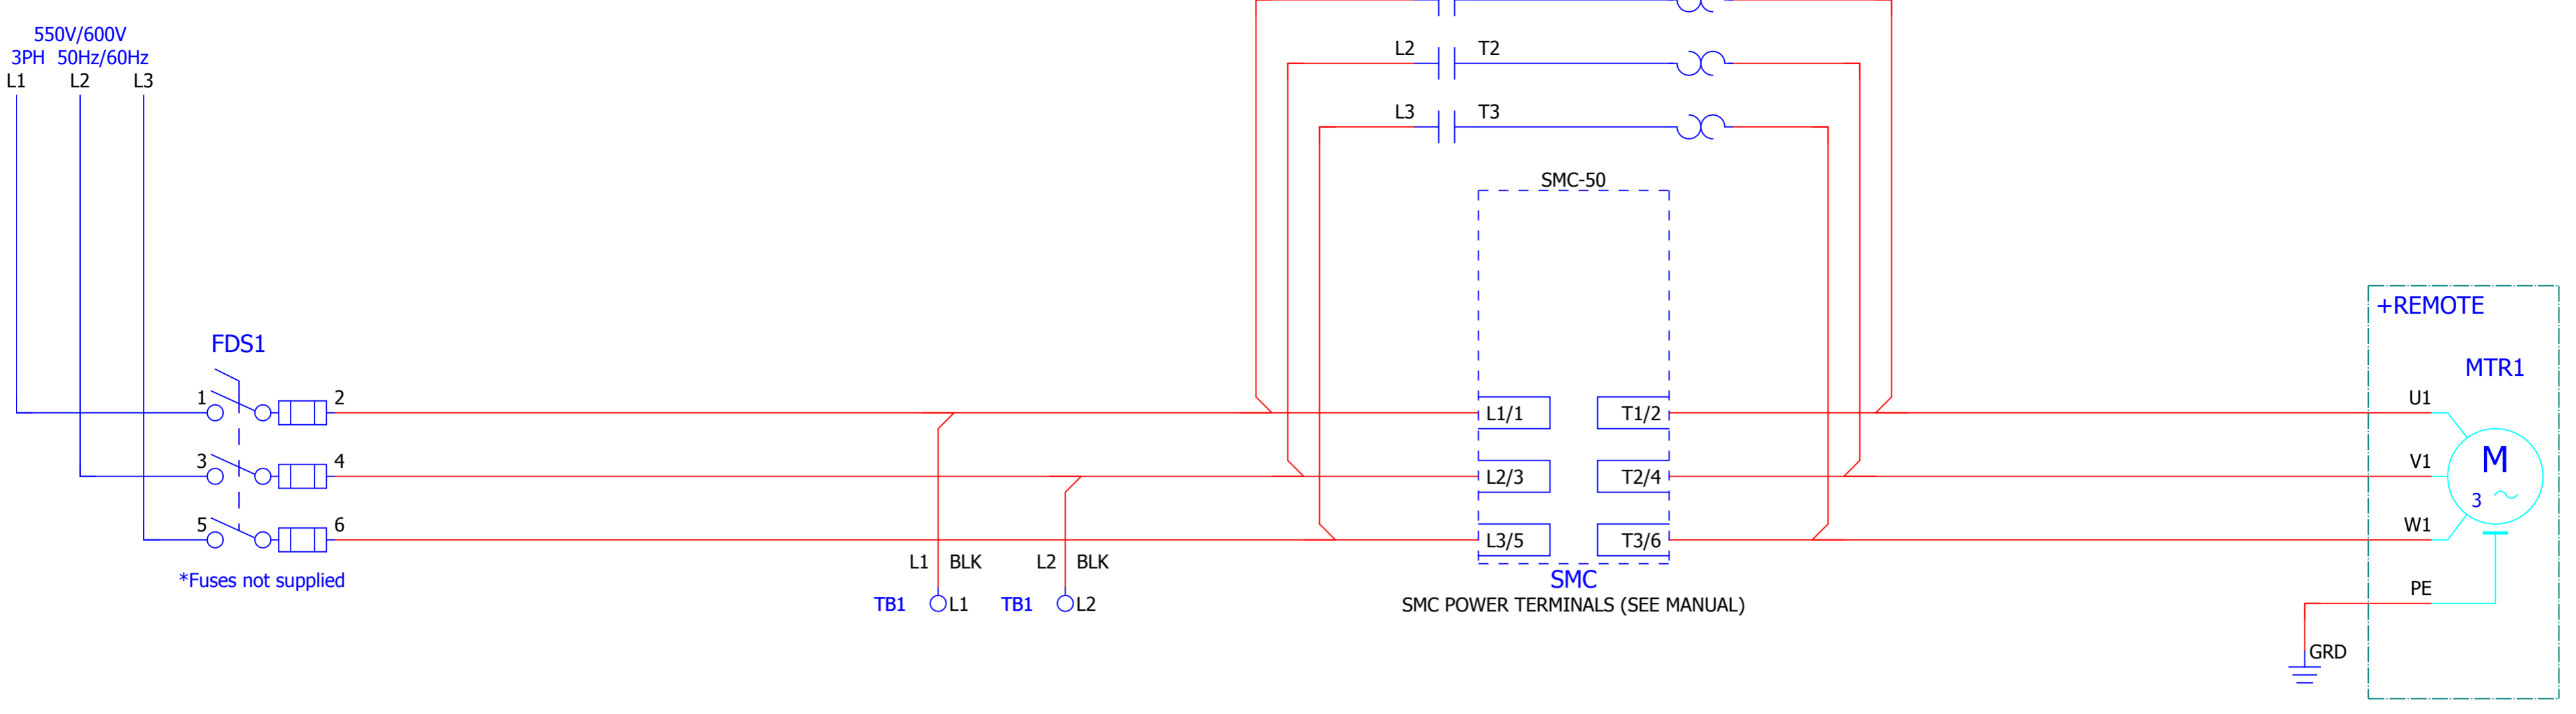 550V/600V
3PH 50Hz/60Hz
L1 L2 L3
L2 T2
L3 T3
SMC-50
+REMOTE
FDS1
MTR1
1 2
L1/1 T1/2
U1
3 4
L2/3 T2/4
V1
M
3
5 6
L3/5 T3/6
W1
*Fuses not supplied
L1 BLK
L2 BLK
TB1 L1
TB1 L2
SMC
SMC POWER TERMINALS (SEE MANUAL)
PE
GRD